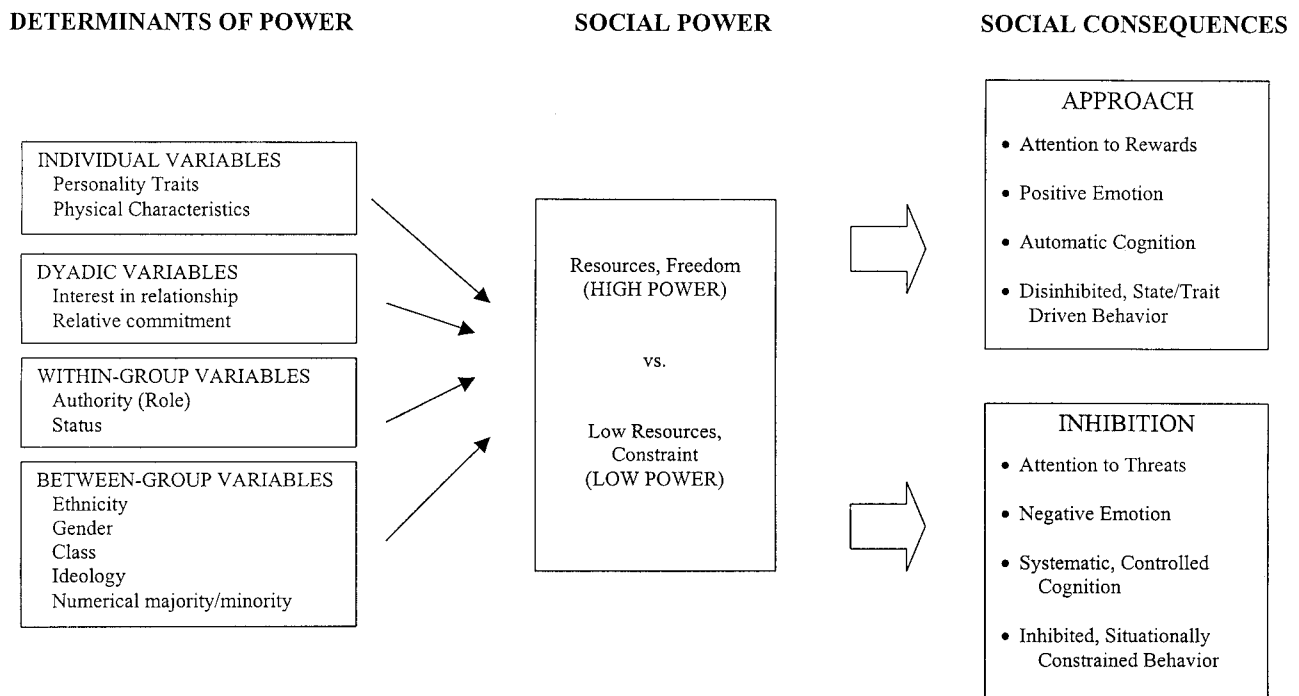 DETERMINANTS OF POWER
SOCIAL POWER
SOCIAL CONSEQUENCES
INDIVIDUAL VARIABLES
Personality Traits
Physical Characteristics
DYADIC VARIABLES
Interest in relationship
Relative commitment
WITHIN-GROUP VARIABLES
Authority (Role)
Status
BETWEEN-GROUP VARIABLES
Ethnicity
Gender
Class
Ideology
Numerical majority/minority
Resources, Freedom
(HIGH POWER)
vs.
Low Resources,
Constraint
(LOW POWER)
APPROACH
• Attention to Rewards
• Positive Emotion
• Automatic Cognition
• Disinhibited, State/Trait
Driven Behavior
INHIBITION
• Attention to Threats
• Negative Emotion
• Systematic, Controlled
Cognition
• Inhibited, Situationally
Constrained Behavior